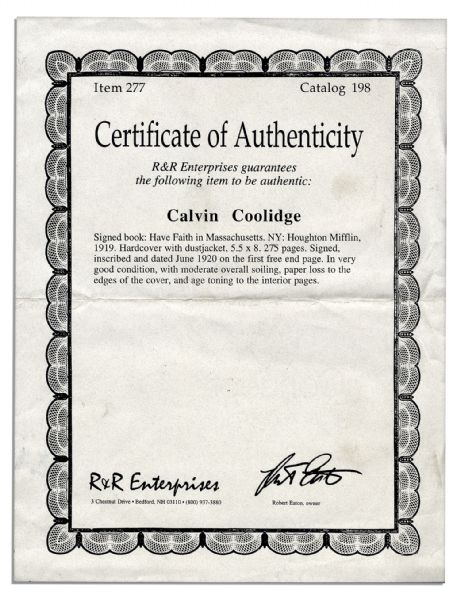 Item 277 Catalog 198
Certificate of Authenticity
R&R Enterprises guarantees
the following item to be authentic:
Calvin Coolidge
Signed book: Have Faith in Massachusetts. NY: Houghton Mifflin,
1919. Hardcover with dustjacket, 5.5 x 8. 275 pages. Signed,
inscribed and dated June 1920 on the first free end page. In very
good condition, with moderate overall soiling, paper loss to the
edges of the cover, and age toning to the interior pages.
R&R Enterprises
3 Chestnut Drive • Bedford, NH 03110 • (800) 937-3880
Robert Eaton, owner